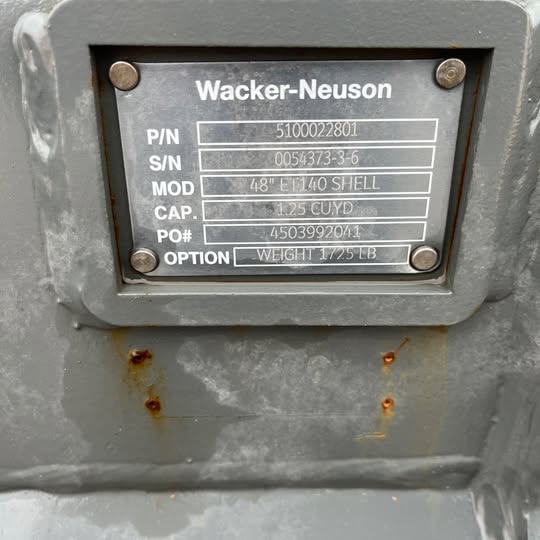 Wacker-Neuson
P/N 5100022801
S/N 0054373-3-6
MOD 48" ET140 SHELL
CAP. 1.25 CUYD
PO# 4503992041
OPTION WEIGHT 1725 LB